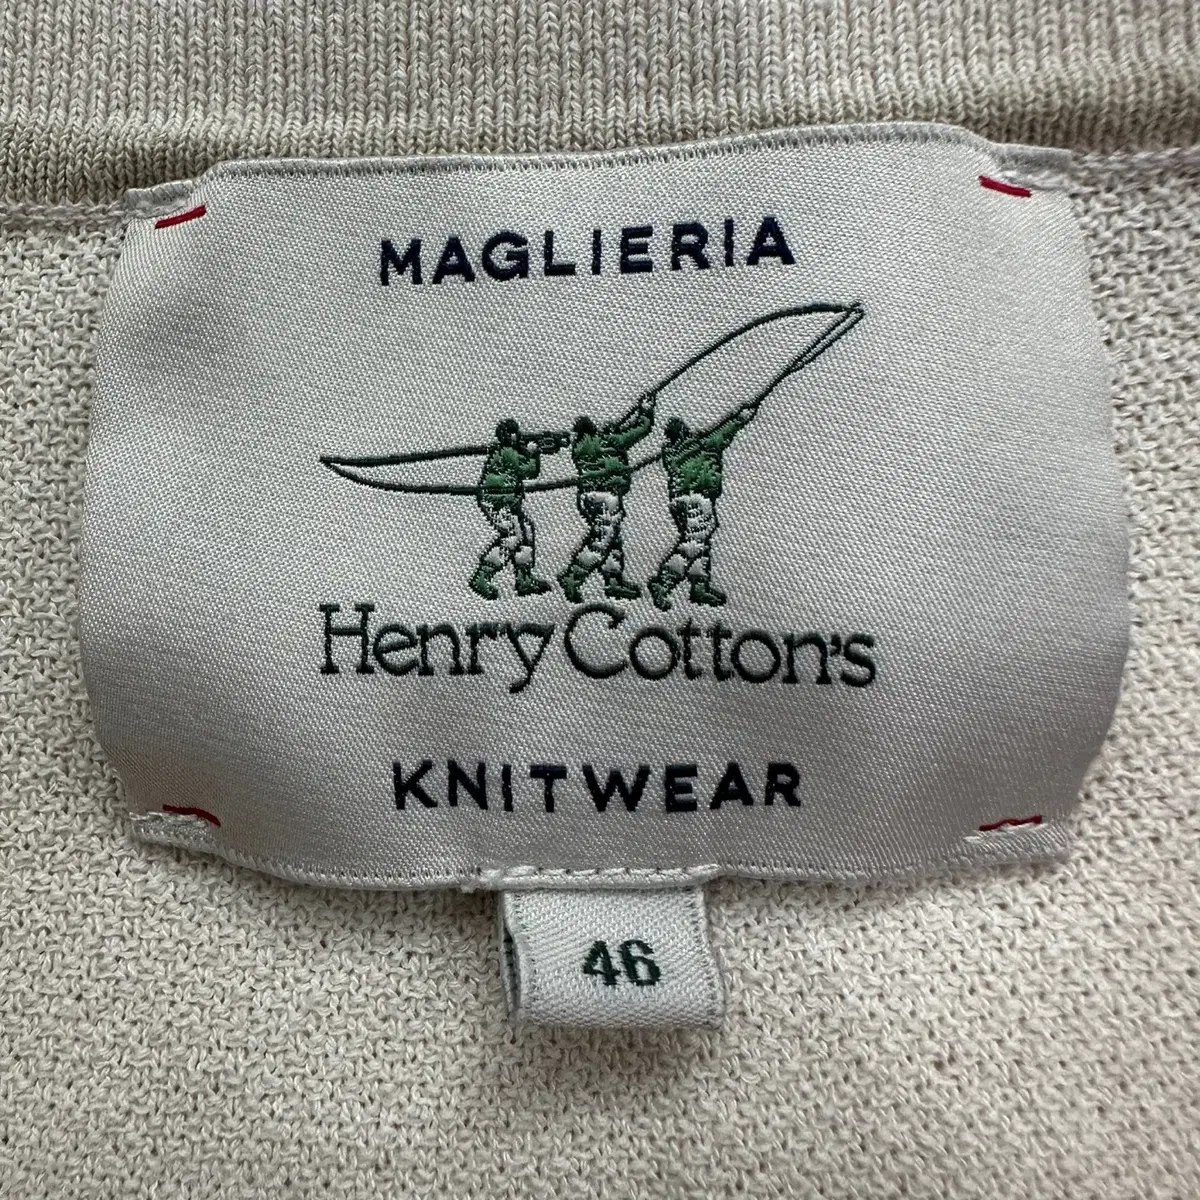 MAGLIERIA
Henry Cotton's
KNITWEAR
46